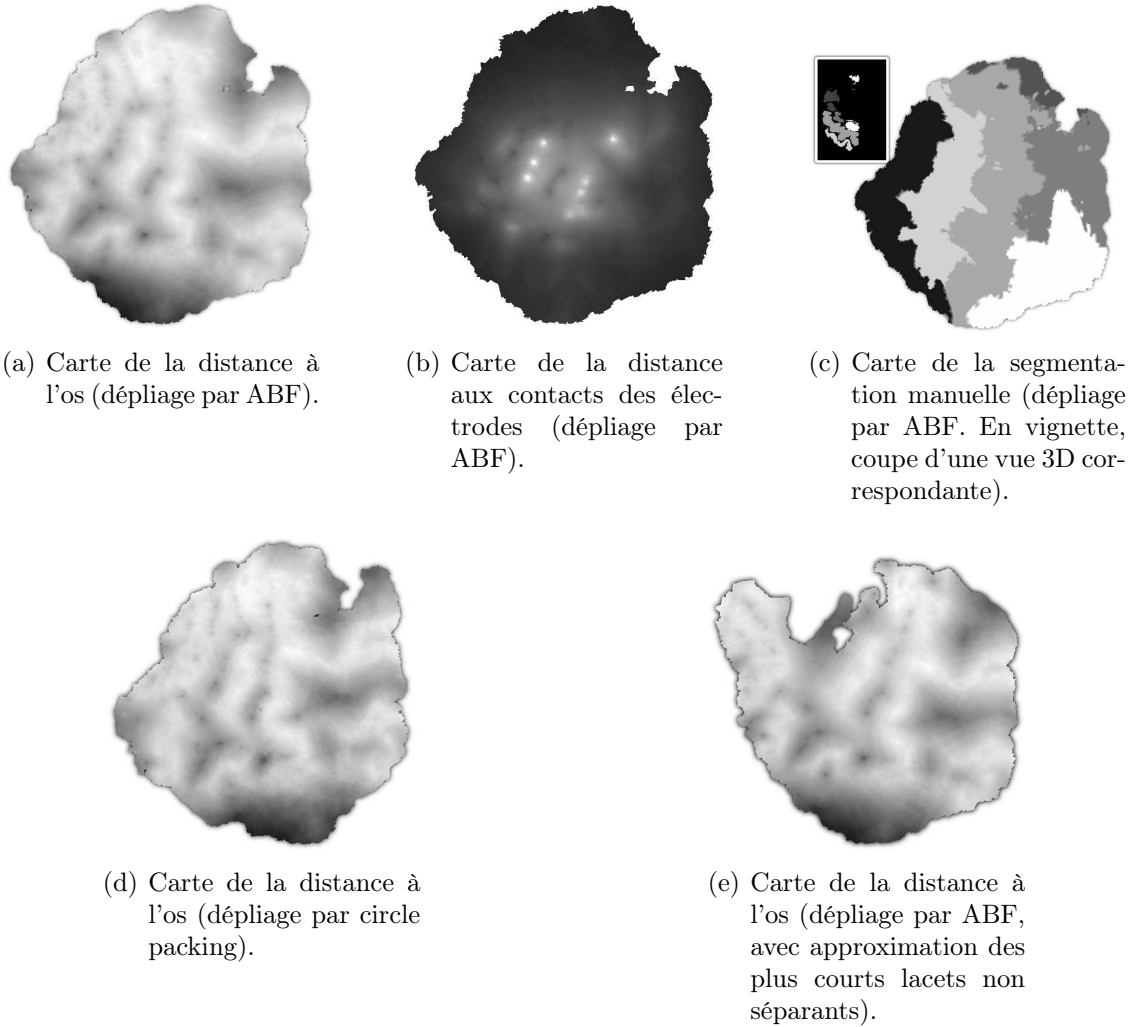 (a) Carte de la distance à
l'os (dépliage par ABF).
(b) Carte de la distance
aux contacts des élec-
trodes (dépliage par
ABF).
(c) Carte de la segmenta-
tion manuelle (dépliage
par ABF. En vignette,
coupe d'une vue 3D cor-
respondante).
(d) Carte de la distance à
l'os (dépliage par circle
packing).
(e) Carte de la distance à
l'os (dépliage par ABF,
avec approximation des
plus courts lacets non
séparants).